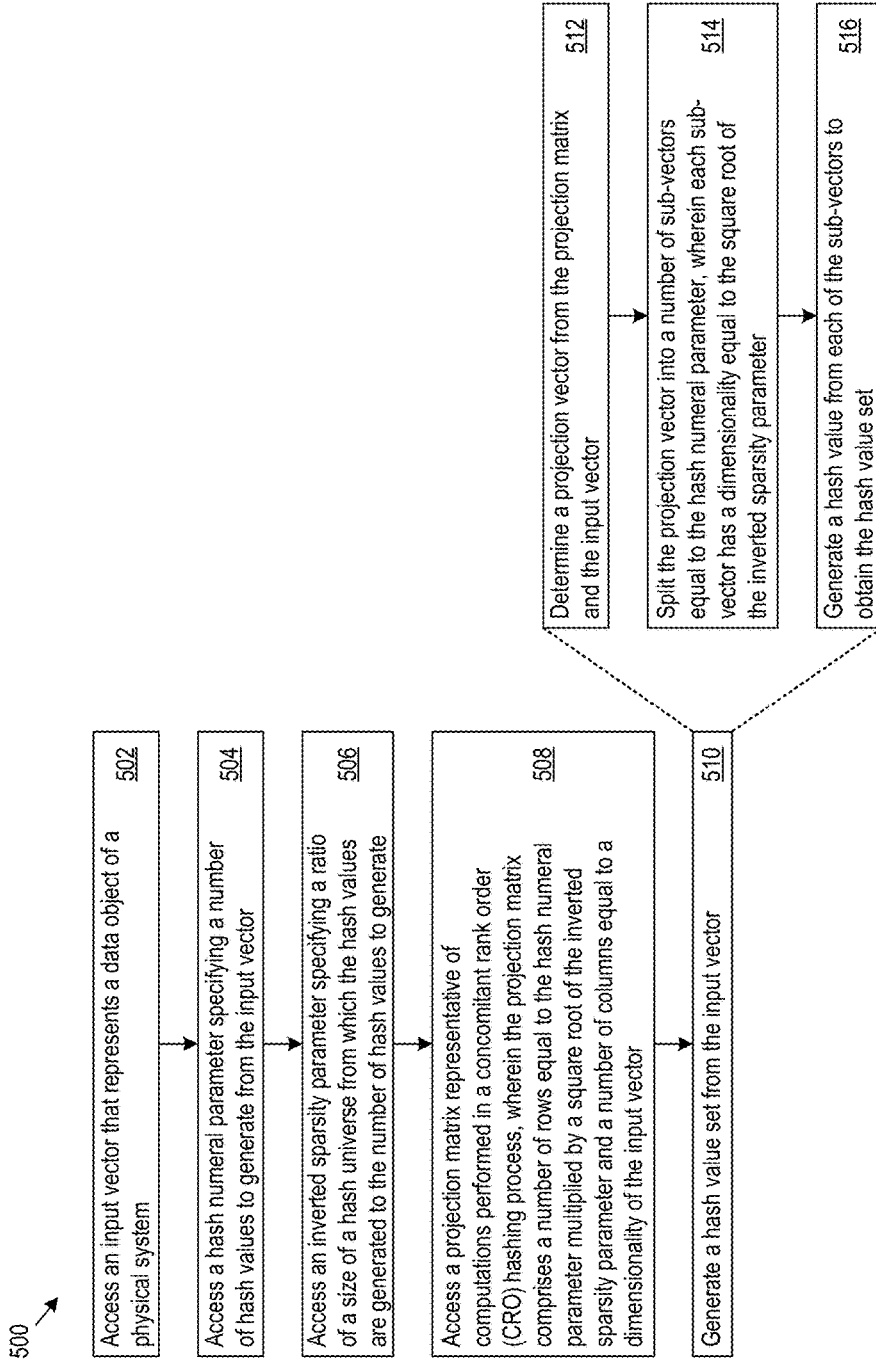 500
Access an input vector that represents a data object of a
physical system
502
Access a hash numeral parameter specifying a number
of hash values to generate from the input vector
504
Access an inverted sparsity parameter specifying a ratio
of a size of a hash universe from which the hash values
are generated to the number of hash values to generate
506
Access a projection matrix representative of
computations performed in a concomitant rank order
(CRO) hashing process, wherein the projection matrix
comprises a number of rows equal to the hash numeral
parameter multiplied by a square root of the inverted
sparsity parameter and a number of columns equal to a
dimensionality of the input vector
508
Generate a hash value set from the input vector
510
Determine a projection vector from the projection matrix
and the input vector
512
Split the projection vector into a number of sub-vectors
equal to the hash numeral parameter, wherein each sub-
vector has a dimensionality equal to the square root of
the inverted sparsity parameter
514
Generate a hash value from each of the sub-vectors to
obtain the hash value set
516